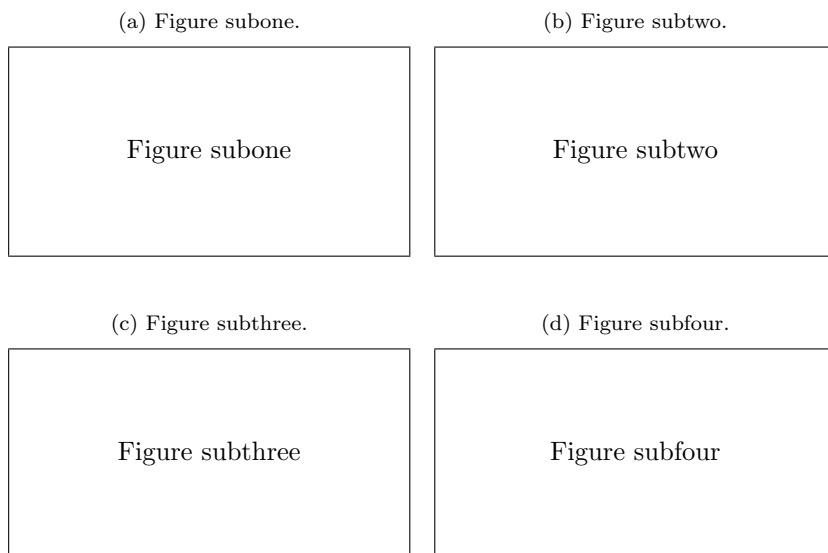 (a) Figure subone.
(b) Figure subtwo.
Figure subone
Figure subtwo
(c) Figure subthree.
(d) Figure subfour.
Figure subthree
Figure subfour